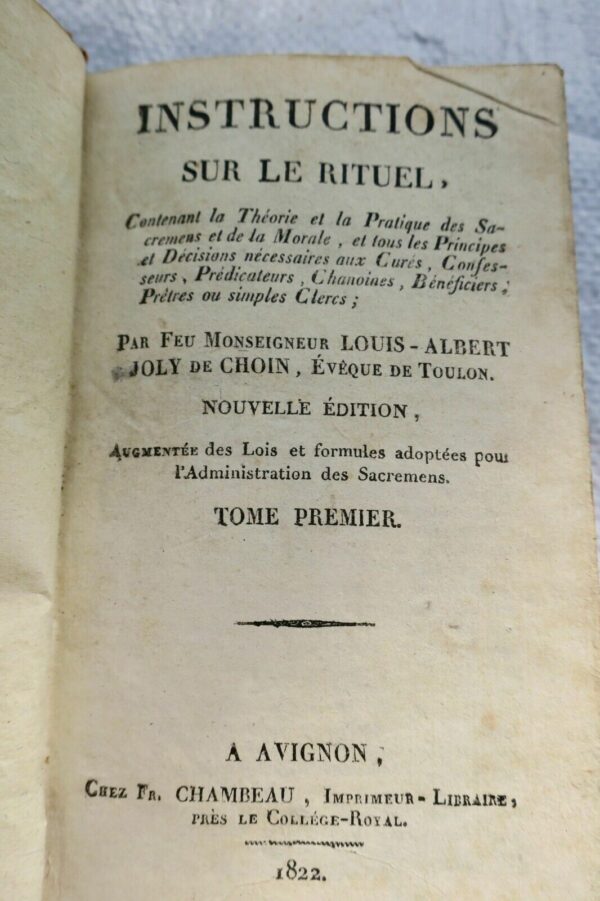 INSTRUCTIONS
SUR LE RITUEL,
Contenant la Théorie et la Pratique des Sa-
cremens et de la Morale, et tous les Principes
et Décisions nécessaires aux Curés, Confes-
seurs, Prédicateurs, Chanoines, Bénéficiers;
Prêtres ou simples Clercs;
PAR FEU MONSEIGNEUR LOUIS-ALBERT
JOLY DE CHOIN, ÉVÊQUE DE TOULON.
NOUVELLE ÉDITION,
AUGMENTÉE des Lois et formules adoptées pour
l'Administration des Sacremens.
TOME PREMIER.
A AVIGNON,
CHEZ FR. CHAMBEAU, IMPRIMEUR-LIBRAIRE,
PRÈS LE COLLÉGE-ROYAL.
1822.